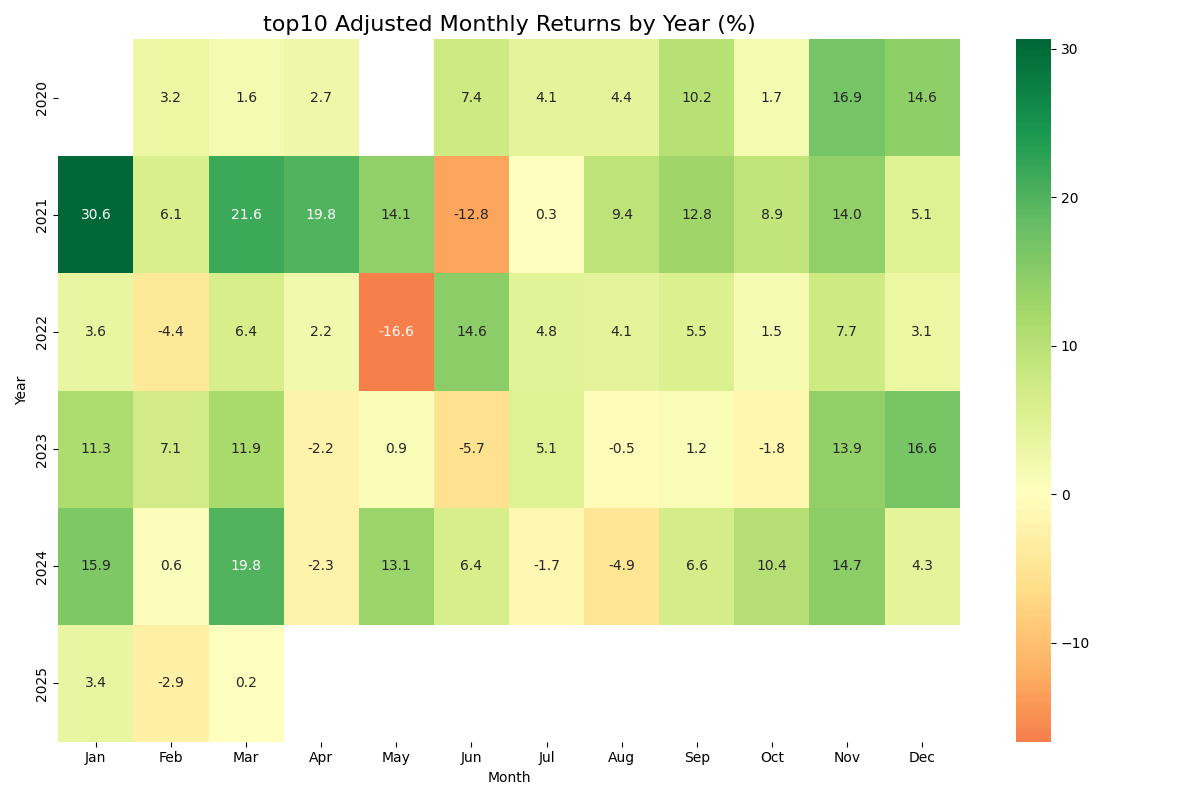 top10 Adjusted Monthly Returns by Year (%)
2020 3.2 1.6 2.7 7.4 4.1 4.4 10.2 1.7 16.9 14.6
2021 30.6 6.1 21.6 19.8 14.1 -12.8 0.3 9.4 12.8 8.9 14.0 5.1
2022 3.6 -4.4 6.4 2.2 -16.6 14.6 4.8 4.1 5.5 1.5 7.7 3.1
2023 11.3 7.1 11.9 -2.2 0.9 -5.7 5.1 -0.5 1.2 -1.8 13.9 16.6
2024 15.9 0.6 19.8 -2.3 13.1 6.4 -1.7 -4.9 6.6 10.4 14.7 4.3
2025 3.4 -2.9 0.2
Jan Feb Mar Apr May Jun Jul Aug Sep Oct Nov Dec
Month
Year
30
20
10
0
−10